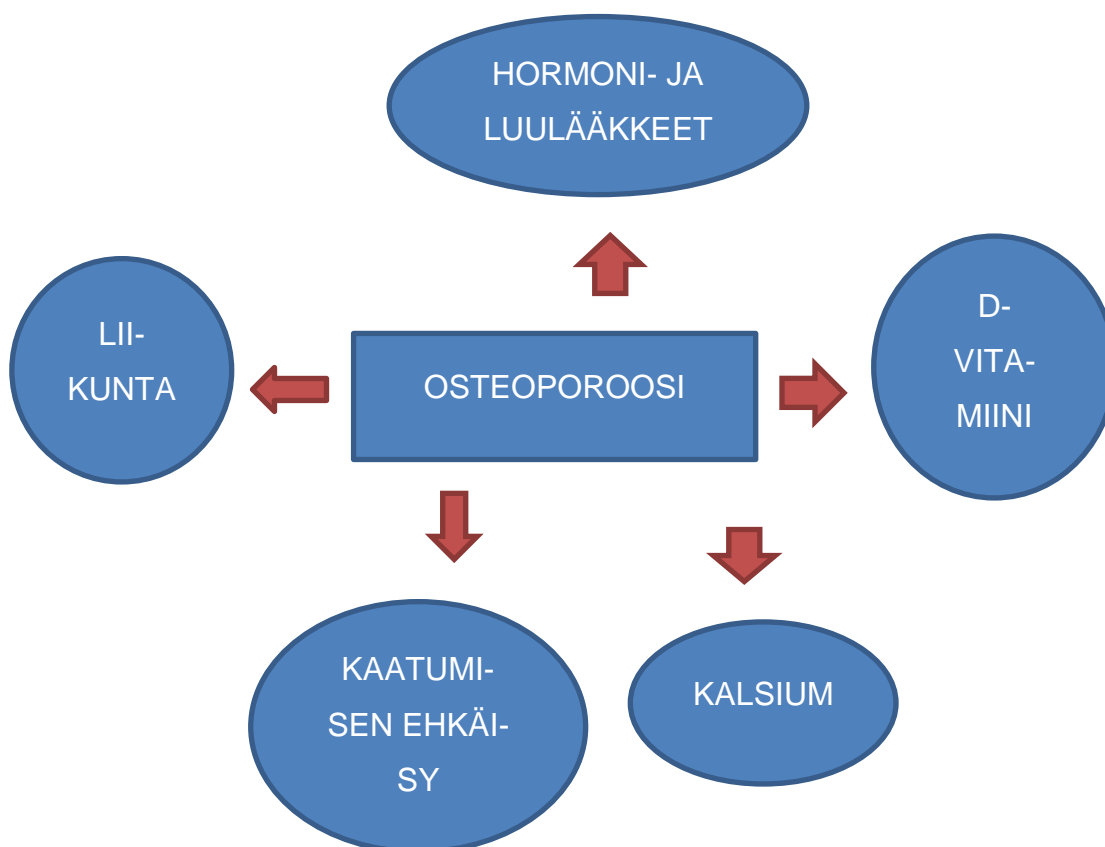 HORMONI- JA
LUULÄÄKKEET
LII-
KUNTA
OSTEOPOROOSI
D-
VITA-
MIINI
KAATUMI-
SEN EHKÄI-
SY
KALSIUM